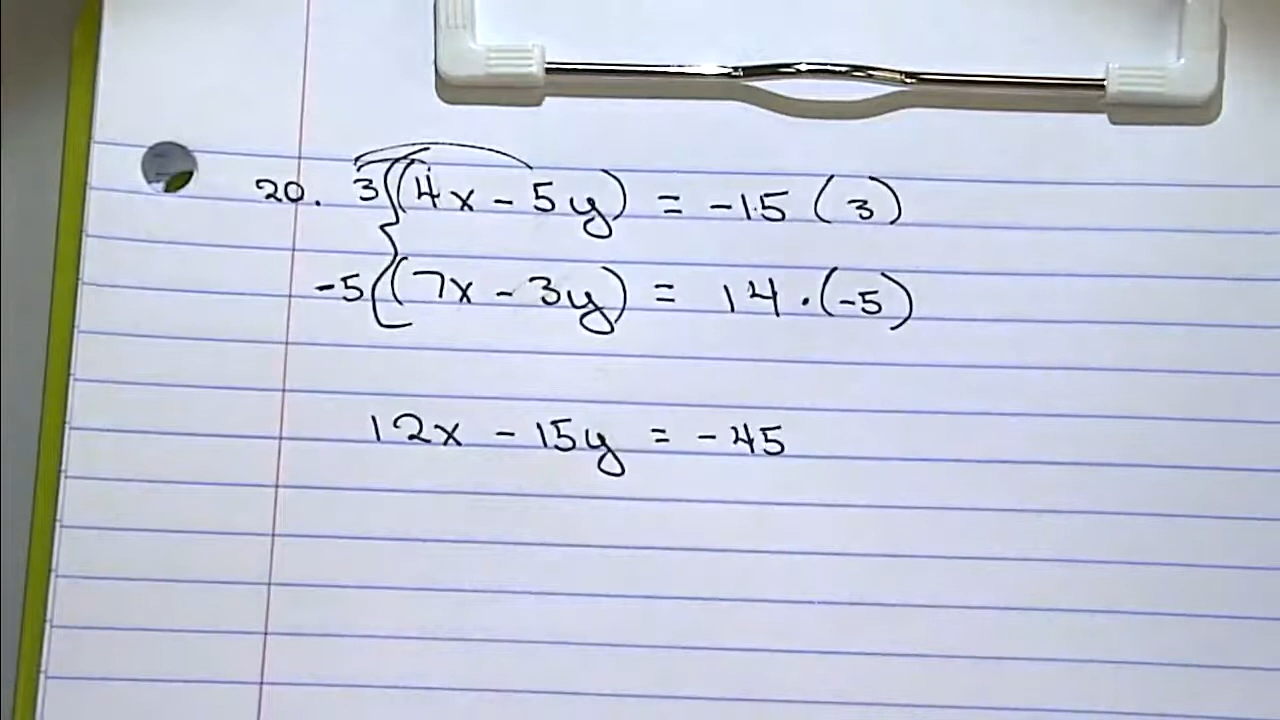 20. 3{(4x - 5y) = -15 (3)
-5{(7x - 3y) = 14 · (-5)
12x - 15y = -45